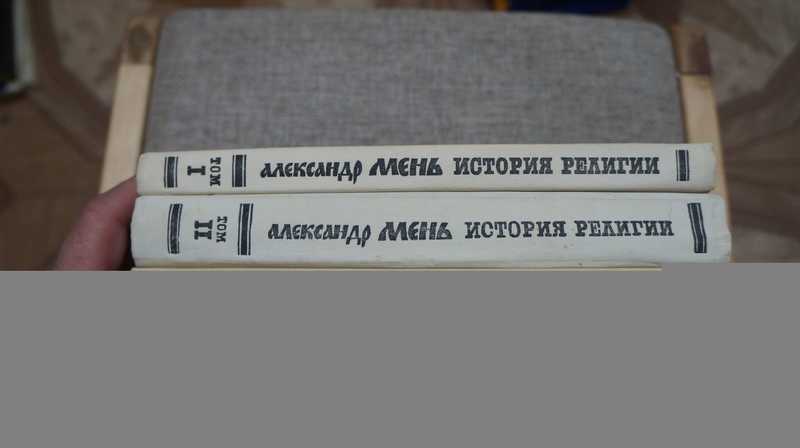 ТОМ I АЛЕКСАНДР МЕНЬ ИСТОРИЯ РЕЛИГИИ
ТОМ II АЛЕКСАНДР МЕНЬ ИСТОРИЯ РЕЛИГИИ